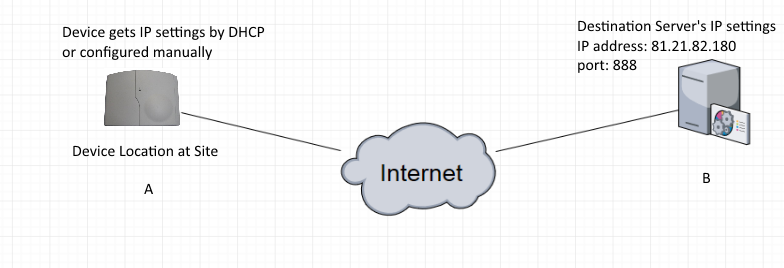 Device gets IP settings by DHCP
or configured manually
Destination Server's IP settings
IP address: 81.21.82.180
port: 888
Device Location at Site
Internet
A
B